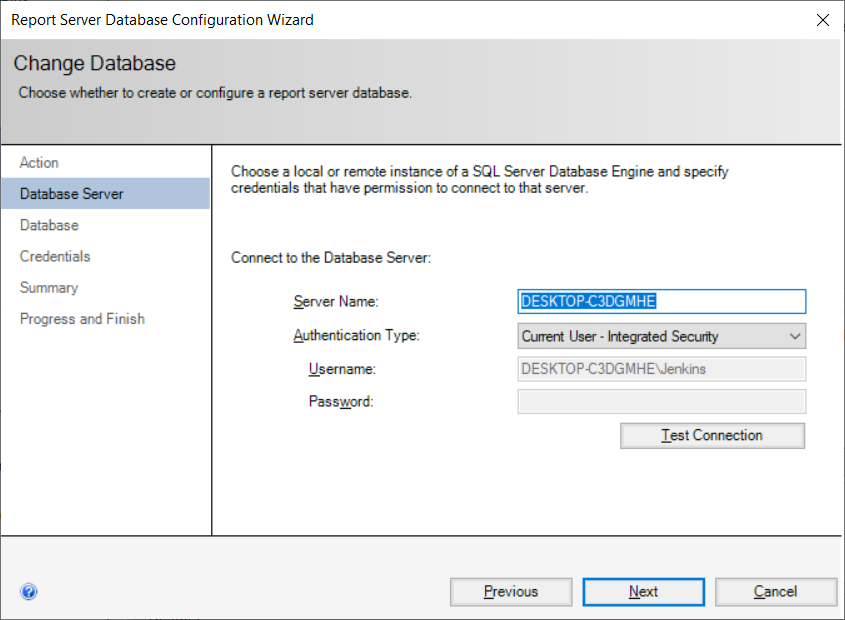 Report Server Database Configuration Wizard
Change Database
Choose whether to create or configure a report server database.
Action
Database Server
Database
Credentials
Summary
Progress and Finish
Choose a local or remote instance of a SQL Server Database Engine and specify
credentials that have permission to connect to that server.
Connect to the Database Server:
Server Name: DESKTOP-C3DGMHE
Authentication Type: Current User - Integrated Security
Username: DESKTOP-C3DGMHE\Jenkins
Password:
Test Connection
Previous Next Cancel